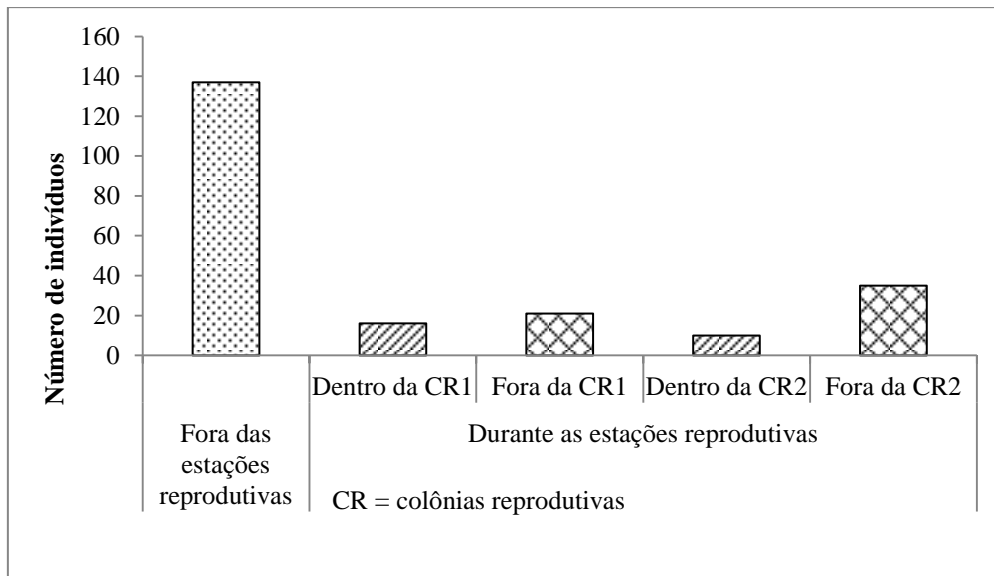 160
140
120
100
80
60
40
20
0
Número de indivíduos
Dentro da CR1
Fora da CR1
Dentro da CR2
Fora da CR2
Fora das
estações
reprodutivas
Durante as estações reprodutivas
CR = colônias reprodutivas